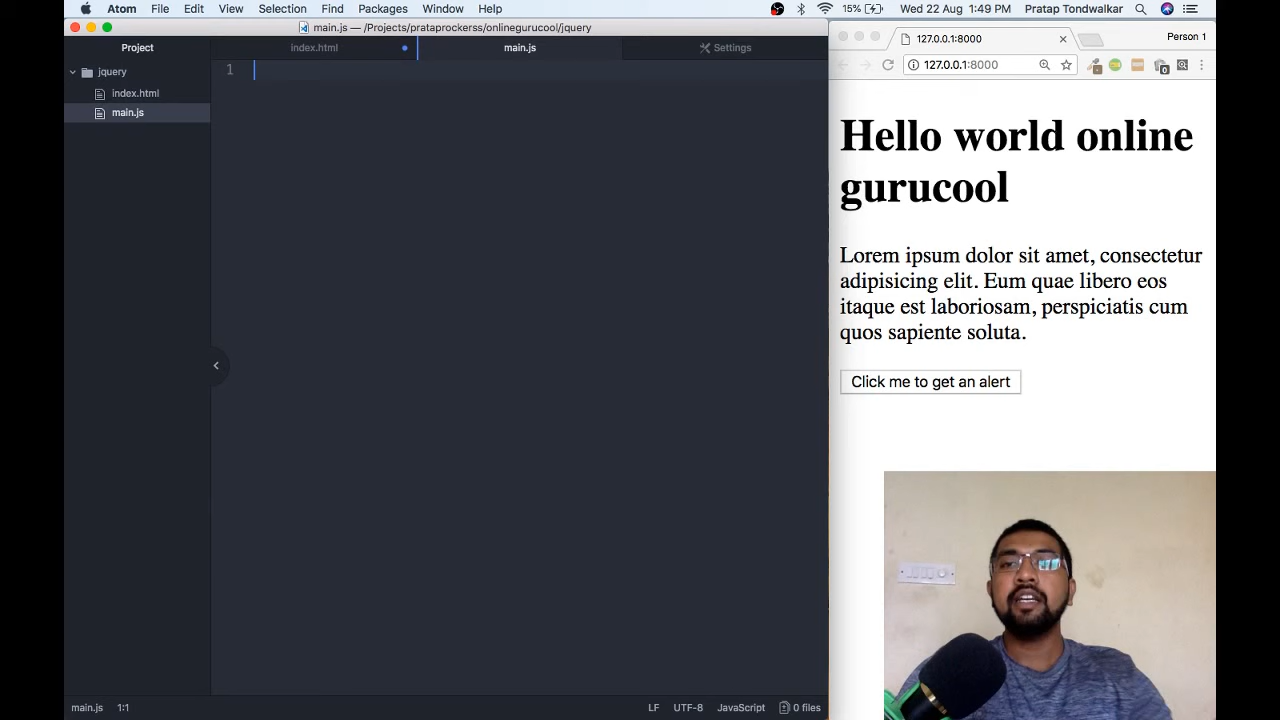 Atom File Edit View Selection Find Packages Window Help
15% Wed 22 Aug 1:49 PM Pratap Tondwalkar
main.js — /Projects/prataprockerss/onlinegurucool/jquery
Project
index.html
main.js
Settings
jquery
index.html
main.js
1
main.js 1:1
LF UTF-8 JavaScript 0 files
127.0.0.1:8000
Person 1
127.0.0.1:8000
Hello world online
gurucool
Lorem ipsum dolor sit amet, consectetur
adipisicing elit. Eum quae libero eos
itaque est laboriosam, perspiciatis cum
quos sapiente soluta.
Click me to get an alert